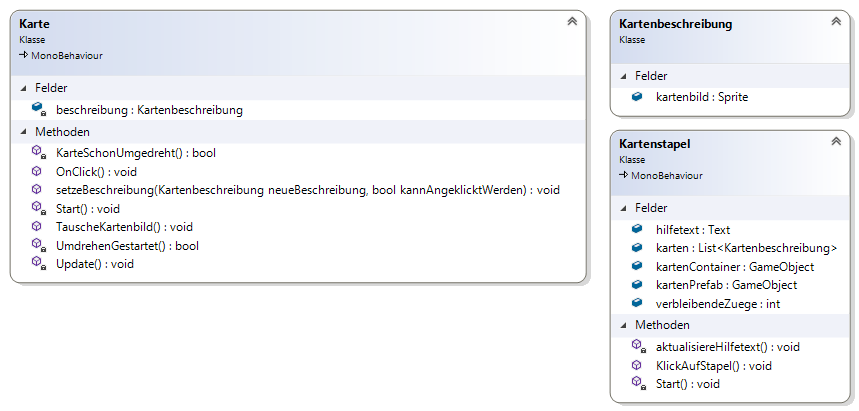 Karte
Klasse
MonoBehaviour
Felder
beschreibung : Kartenbeschreibung
Methoden
KarteSchonUmgedreht() : bool
OnClick() : void
setzeBeschreibung(Kartenbeschreibung neueBeschreibung, bool kannAngeklicktWerden) : void
Start() : void
TauscheKartenbild() : void
UmdrehenGestartet() : bool
Update() : void
Kartenbeschreibung
Klasse
Felder
kartenbild : Sprite
Kartenstapel
Klasse
MonoBehaviour
Felder
hilfetext : Text
karten : List<Kartenbeschreibung>
kartenContainer : GameObject
kartenPrefab : GameObject
verbleibendeZuege : int
Methoden
aktualisiereHilfetext() : void
KlickAufStapel() : void
Start() : void